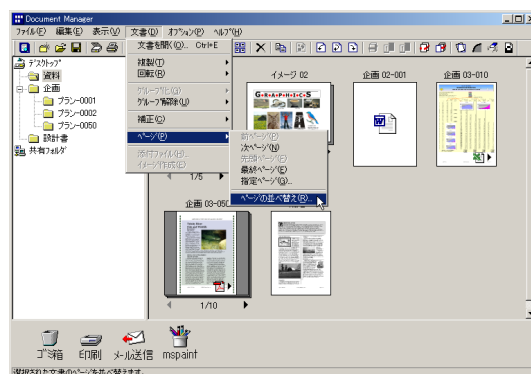 Document Manager
ファイル(F) 編集(E) 表示(V) 文書(D) オプション(P) ヘルプ(H)
文書を開く(O)... Ctrl+E
複製(T)
回転(R)
グループ化(G)
グループ解除(U)
補正(C)
ページ(P)
添付ファイル(H)...
イメージ作成(E)
前ページ(P)
次ページ(N)
先頭ページ(F)
最終ページ(E)
指定ページ(G)...
ページの並べ替え(R)...
デスクトップ
資料
企画
プラン-0001
プラン-0002
プラン-0050
設計書
共有フォルダ
イメージ 02
企画 02-001
企画 03-010
G•R•A•P•H•I•C•S
1/5
企画 03-050
1/10
ゴミ箱
印刷
メール送信
mspaint
選択された文書のページを並べ替えます。